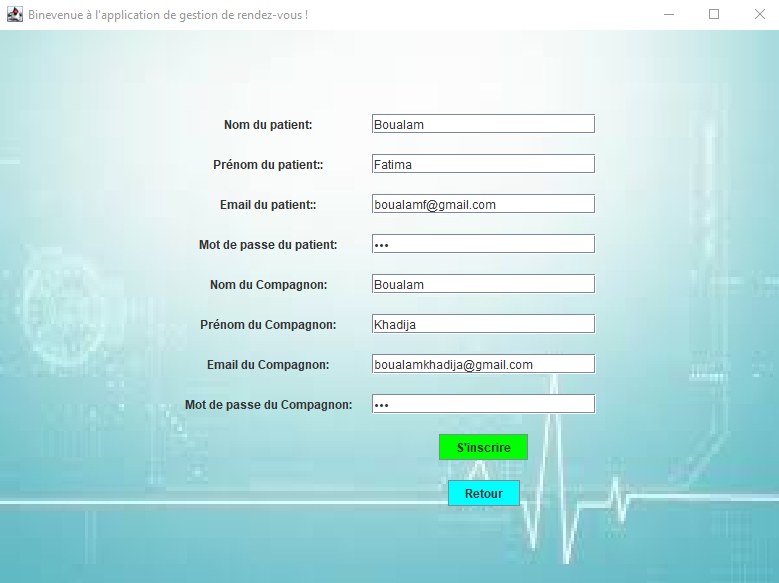 Binevenue à l'application de gestion de rendez-vous !
Nom du patient: Boualam
Prénom du patient:: Fatima
Email du patient:: boualamf@gmail.com
Mot de passe du patient: •••
Nom du Compagnon: Boualam
Prénom du Compagnon: Khadija
Email du Compagnon: boualamkhadija@gmail.com
Mot de passe du Compagnon: •••
S'inscrire
Retour